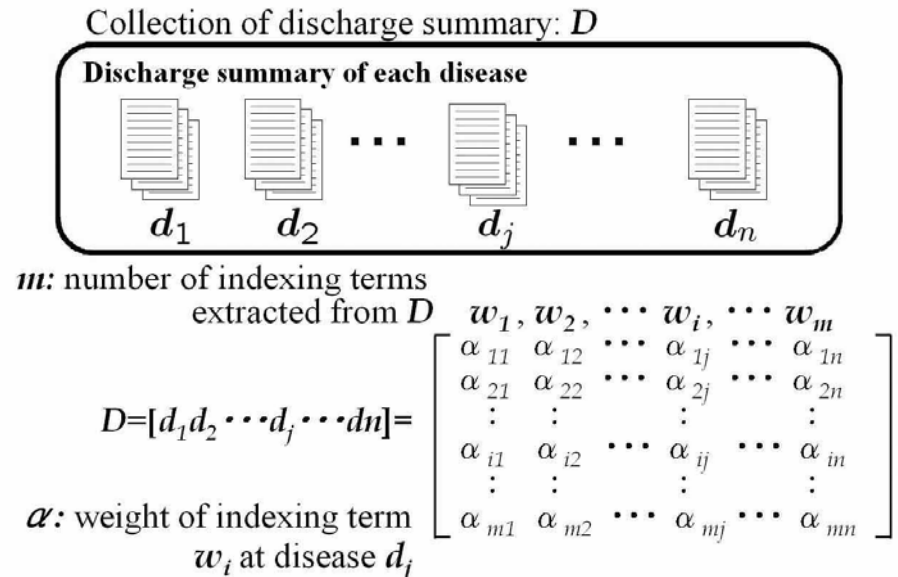 Collection of discharge summary: D
Discharge summary of each disease
··· ···
d1 d2 dj dn
m: number of indexing terms
extracted from D w1, w2, ··· wi, ··· wm
α11 α12 ··· α1j ··· α1n
α21 α22 ··· α2j ··· α2n
D=[d1d2···dj···dn]= ⋮ ⋮ ⋮ ⋮
αi1 αi2 ··· αij ··· αin
⋮ ⋮ ⋮ ⋮
α: weight of indexing term αm1 αm2 ··· αmj ··· αmn
wi at disease dj